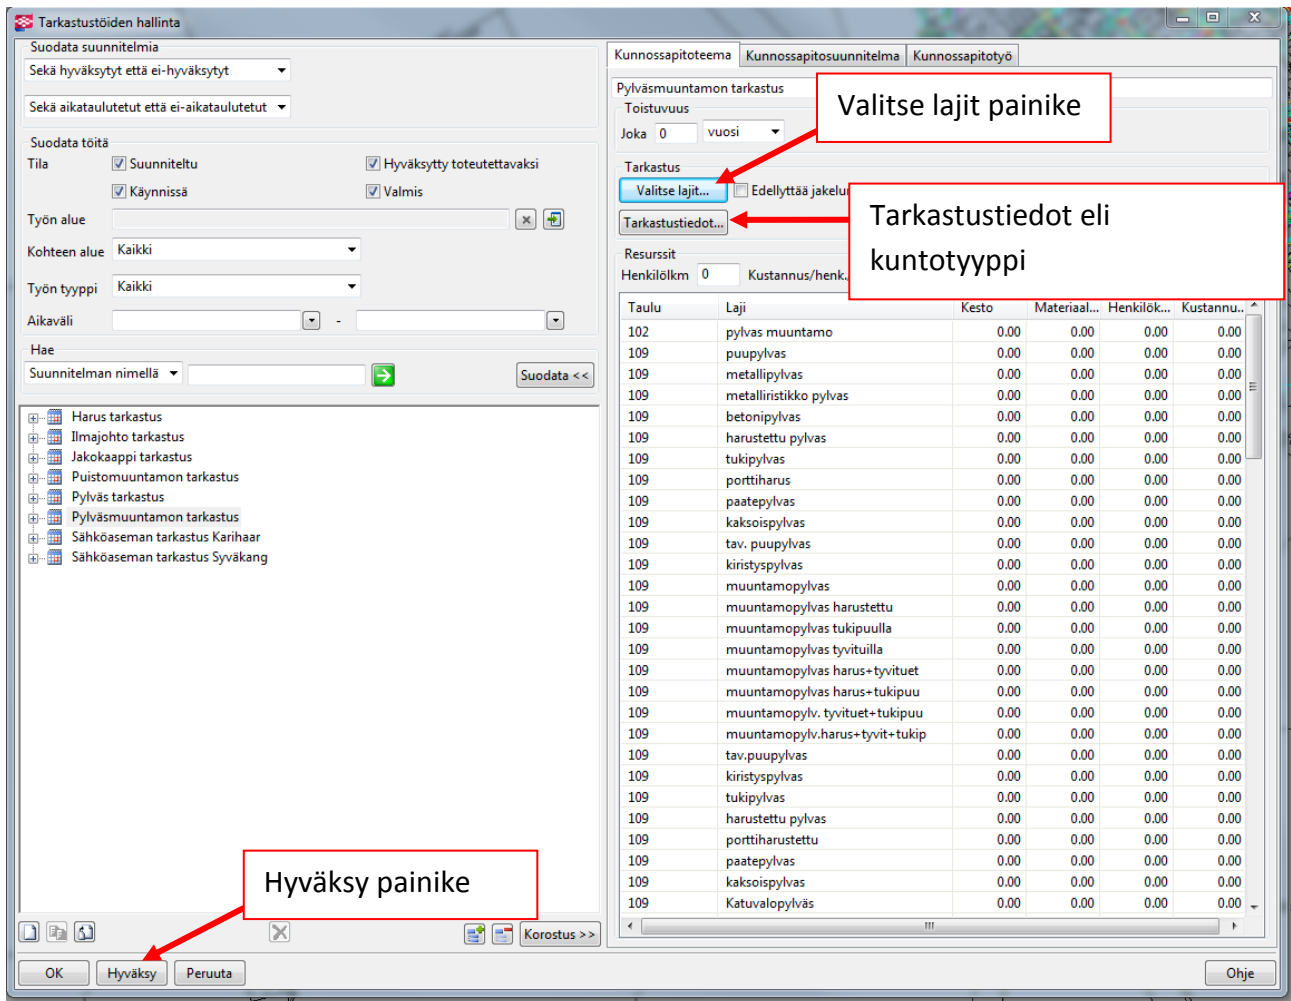 Tarkastustöiden hallinta
Suodata suunnitelmia
Sekä hyväksytyt että ei-hyväksytyt
Sekä aikataulutetut että ei-aikataulutetut
Suodata töitä
Tila
Suunniteltu
Hyväksytty toteutettavaksi
Käynnissä
Valmis
Työn alue
Kohteen alue
Kaikki
Työn tyyppi
Kaikki
Aikaväli
-
Hae
Suunnitelman nimellä
Suodata <<
Harus tarkastus
Ilmajohto tarkastus
Jakokaappi tarkastus
Puistomuuntamon tarkastus
Pylväs tarkastus
Pylväsmuuntamon tarkastus
Sähköaseman tarkastus Karihaar
Sähköaseman tarkastus Syväkang
Hyväksy painike
Korostus >>
OK
Hyväksy
Peruuta
Kunnossapitoteema
Kunnossapitosuunnitelma
Kunnossapitotyö
Pylväsmuuntamon tarkastus
Toistuvuus
Joka
0
vuosi
Valitse lajit painike
Tarkastus
Valitse lajit...
Edellyttää jakelu
Tarkastustiedot...
Tarkastustiedot eli
kuntotyyppi
Resurssit
Henkilölkm
0
Kustannus/henk.
Taulu Laji Kesto Materiaal... Henkilök... Kustannu...
102 pylvas muuntamo 0.00 0.00 0.00 0.00
109 puupylvas 0.00 0.00 0.00 0.00
109 metallipylvas 0.00 0.00 0.00 0.00
109 metalliristikko pylvas 0.00 0.00 0.00 0.00
109 betonipylvas 0.00 0.00 0.00 0.00
109 harustettu pylvas 0.00 0.00 0.00 0.00
109 tukipylvas 0.00 0.00 0.00 0.00
109 porttiharus 0.00 0.00 0.00 0.00
109 paatepylvas 0.00 0.00 0.00 0.00
109 kaksoispylvas 0.00 0.00 0.00 0.00
109 tav. puupylvas 0.00 0.00 0.00 0.00
109 kiristyspylvas 0.00 0.00 0.00 0.00
109 muuntamopylvas 0.00 0.00 0.00 0.00
109 muuntamopylvas harustettu 0.00 0.00 0.00 0.00
109 muuntamopylvas tukipuulla 0.00 0.00 0.00 0.00
109 muuntamopylvas tyvituilla 0.00 0.00 0.00 0.00
109 muuntamopylvas harus+tyvituet 0.00 0.00 0.00 0.00
109 muuntamopylvas harus+tukipuu 0.00 0.00 0.00 0.00
109 muuntamopylv. tyvituet+tukipuu 0.00 0.00 0.00 0.00
109 muuntamopylv.harus+tyvit+tukip 0.00 0.00 0.00 0.00
109 tav.puupylvas 0.00 0.00 0.00 0.00
109 kiristyspylvas 0.00 0.00 0.00 0.00
109 tukipylvas 0.00 0.00 0.00 0.00
109 harustettu pylvas 0.00 0.00 0.00 0.00
109 porttiharustettu 0.00 0.00 0.00 0.00
109 paatepylvas 0.00 0.00 0.00 0.00
109 kaksoispylvas 0.00 0.00 0.00 0.00
109 Katuvalopylväs 0.00 0.00 0.00 0.00
Ohje